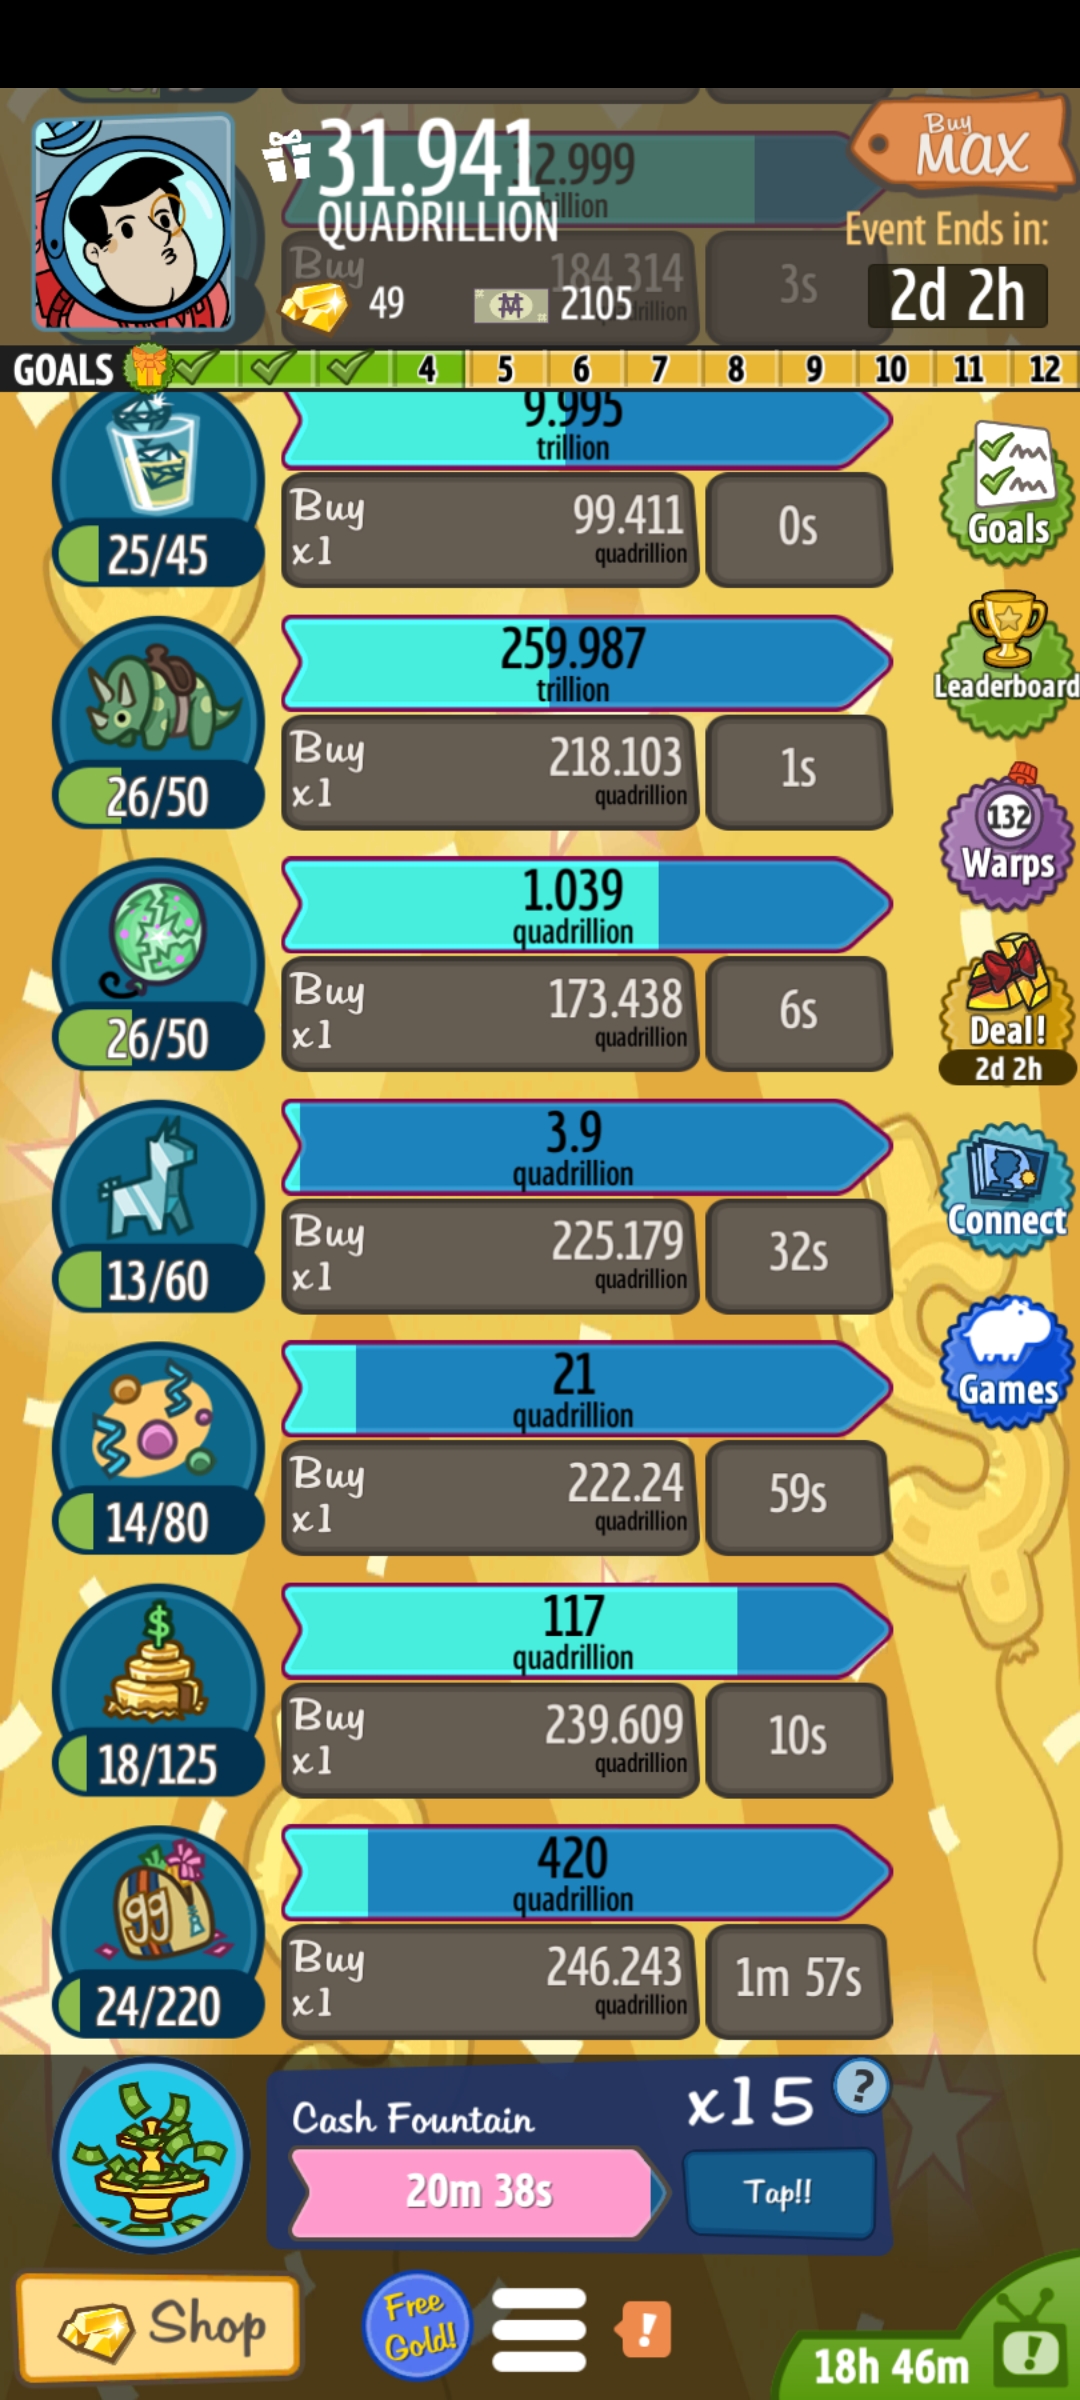 31.941
QUADRILLION
49
2105
Buy
MAX
Event Ends in:
2d 2h
2.999
Buy
184.314
3s
GOALS 4 5 6 7 8 9 10 11 12
9.995
trillion
25/45
Buy
x1
99.411
quadrillion
0s
Goals
259.987
trillion
26/50
Buy
x1
218.103
quadrillion
1s
Leaderboard
1.039
quadrillion
26/50
Buy
x1
173.438
quadrillion
6s
132
Warps
Deal!
2d 2h
3.9
quadrillion
13/60
Buy
x1
225.179
quadrillion
32s
Connect
21
quadrillion
14/80
Buy
x1
222.24
quadrillion
59s
Games
117
quadrillion
$
18/125
Buy
x1
239.609
quadrillion
10s
420
quadrillion
gg
24/220
Buy
x1
246.243
quadrillion
1m 57s
Cash Fountain
x15
?
20m 38s
Tap!!
Shop
Free
Gold!
!
18h 46m
!